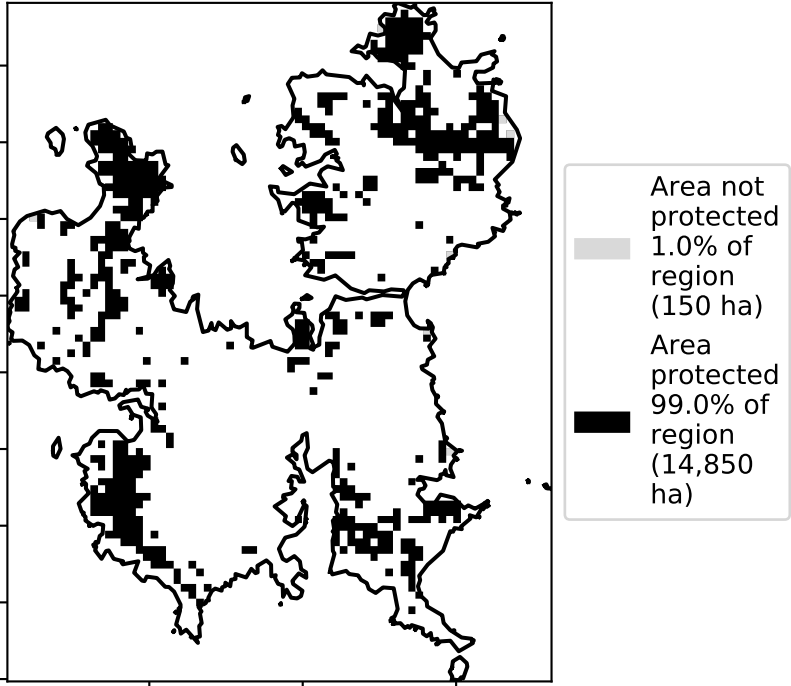 Area not
protected
1.0% of
region
(150 ha)
Area
protected
99.0% of
region
(14,850
ha)